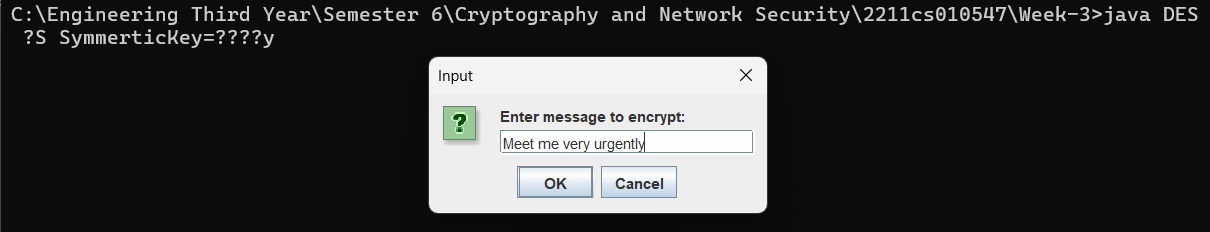 C:\Engineering Third Year\Semester 6\Cryptography and Network Security\2211cs010547\Week-3>java DES
?S SymmerticKey=????y
Input
?
Enter message to encrypt:
Meet me very urgently
OK Cancel